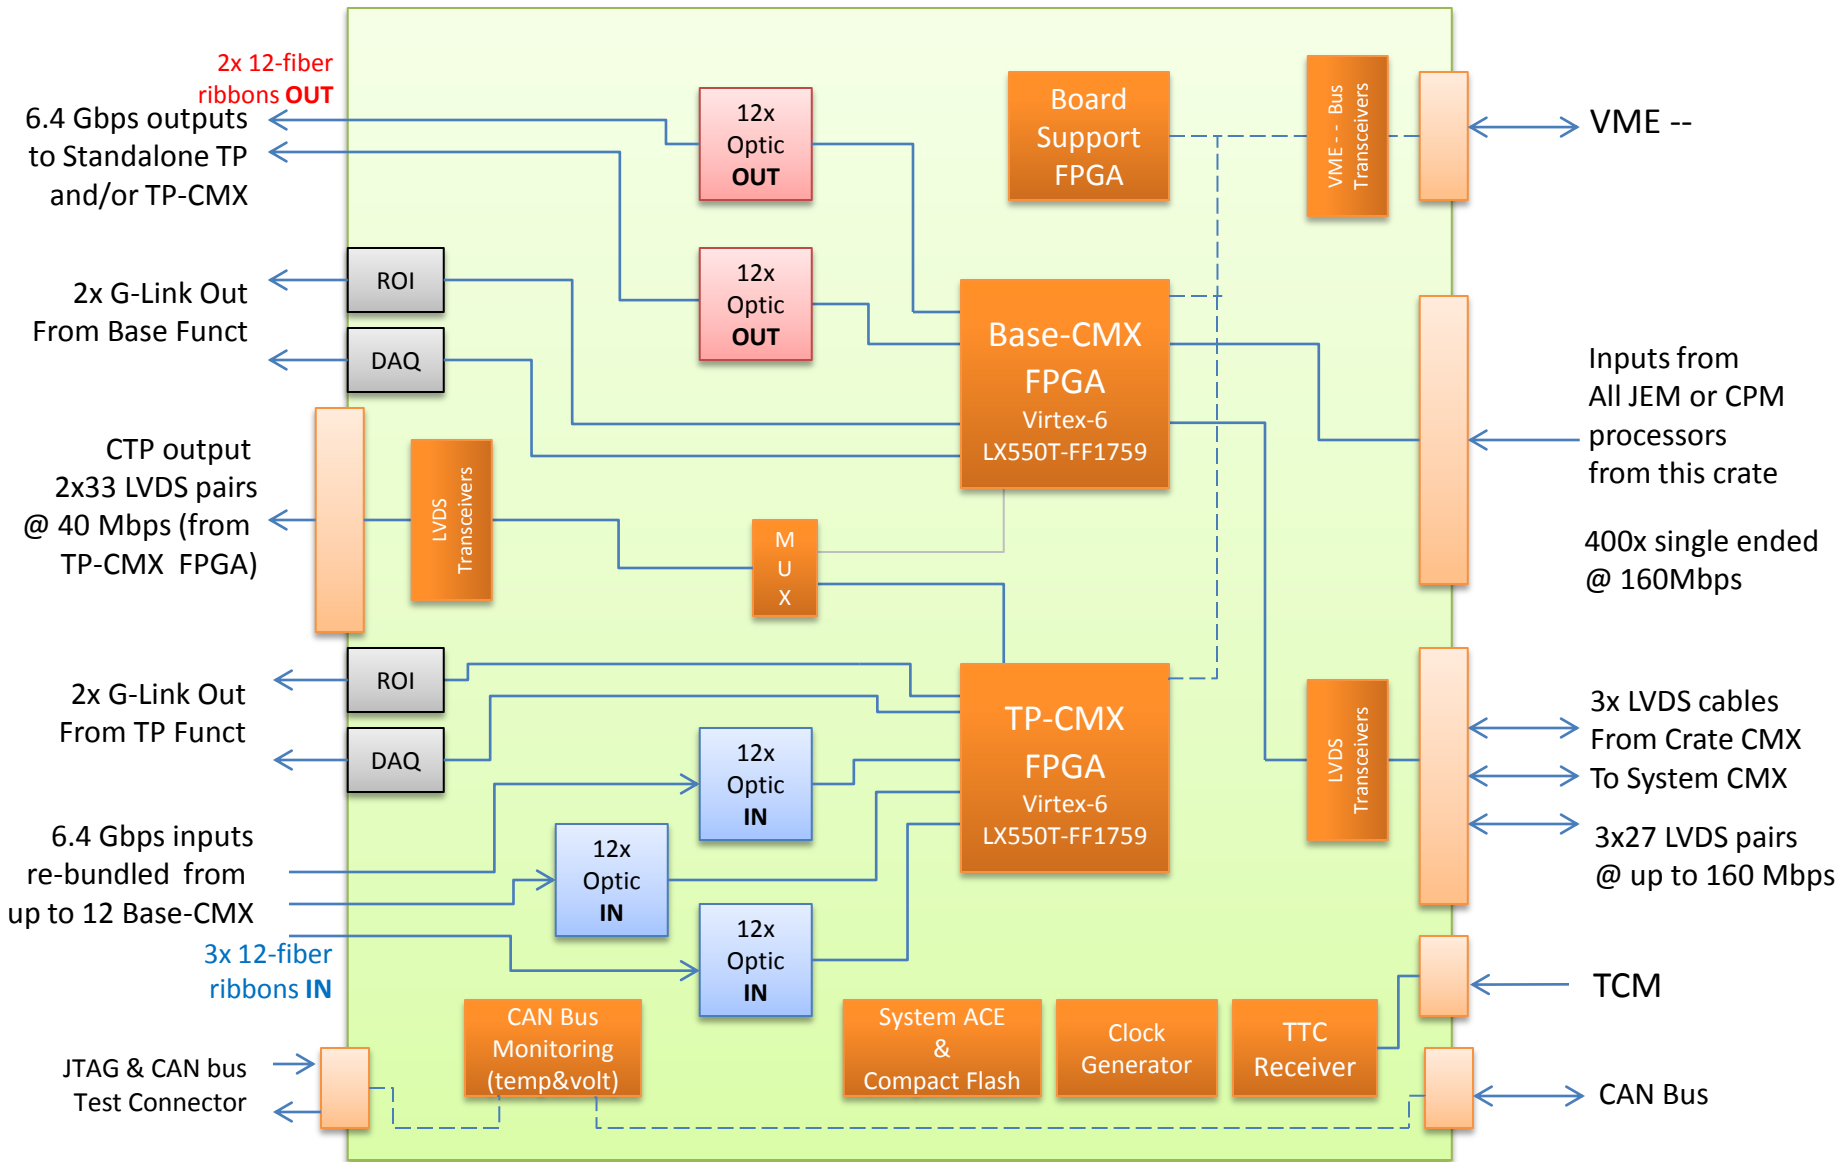 2x 12-fiber
ribbons OUT
6.4 Gbps outputs
to Standalone TP
and/or TP-CMX
2x G-Link Out
From Base Funct
CTP output
2x33 LVDS pairs
@ 40 Mbps (from
TP-CMX FPGA)
2x G-Link Out
From TP Funct
6.4 Gbps inputs
re-bundled from
up to 12 Base-CMX
3x 12-fiber
ribbons IN
JTAG & CAN bus
Test Connector
12x
Optic
OUT
12x
Optic
OUT
ROI
DAQ
LVDS
Transceivers
M
U
X
ROI
DAQ
12x
Optic
IN
12x
Optic
IN
12x
Optic
IN
Board
Support
FPGA
VME - - Bus
Transceivers
Base-CMX
FPGA
Virtex-6
LX550T-FF1759
TP-CMX
FPGA
Virtex-6
LX550T-FF1759
LVDS
Transceivers
CAN Bus
Monitoring
(temp&volt)
System ACE
&
Compact Flash
Clock
Generator
TTC
Receiver
VME --
Inputs from
All JEM or CPM
processors
from this crate
400x single ended
@ 160Mbps
3x LVDS cables
From Crate CMX
To System CMX
3x27 LVDS pairs
@ up to 160 Mbps
TCM
CAN Bus